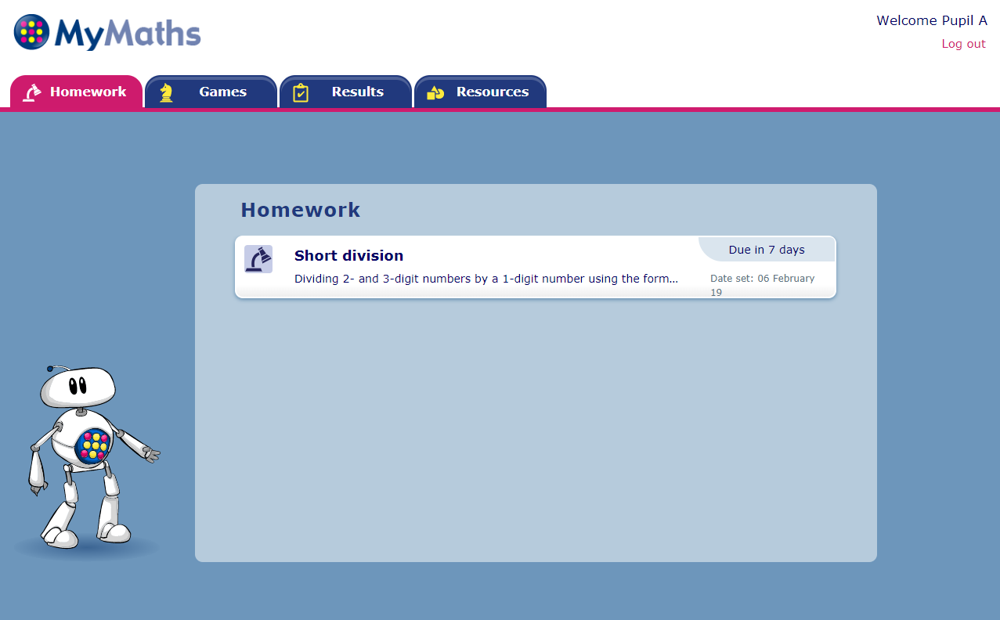 MyMaths
Welcome Pupil A
Log out
Homework
Games
Results
Resources
Homework
Short division
Due in 7 days
Dividing 2- and 3-digit numbers by a 1-digit number using the form...
Date set: 06 February
19